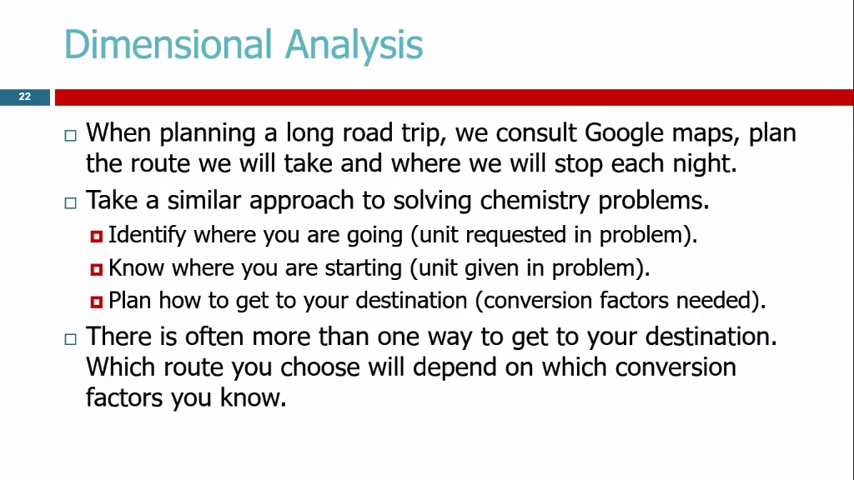 Dimensional Analysis
22
When planning a long road trip, we consult Google maps, plan
the route we will take and where we will stop each night.
Take a similar approach to solving chemistry problems.
Identify where you are going (unit requested in problem).
Know where you are starting (unit given in problem).
Plan how to get to your destination (conversion factors needed).
There is often more than one way to get to your destination.
Which route you choose will depend on which conversion
factors you know.